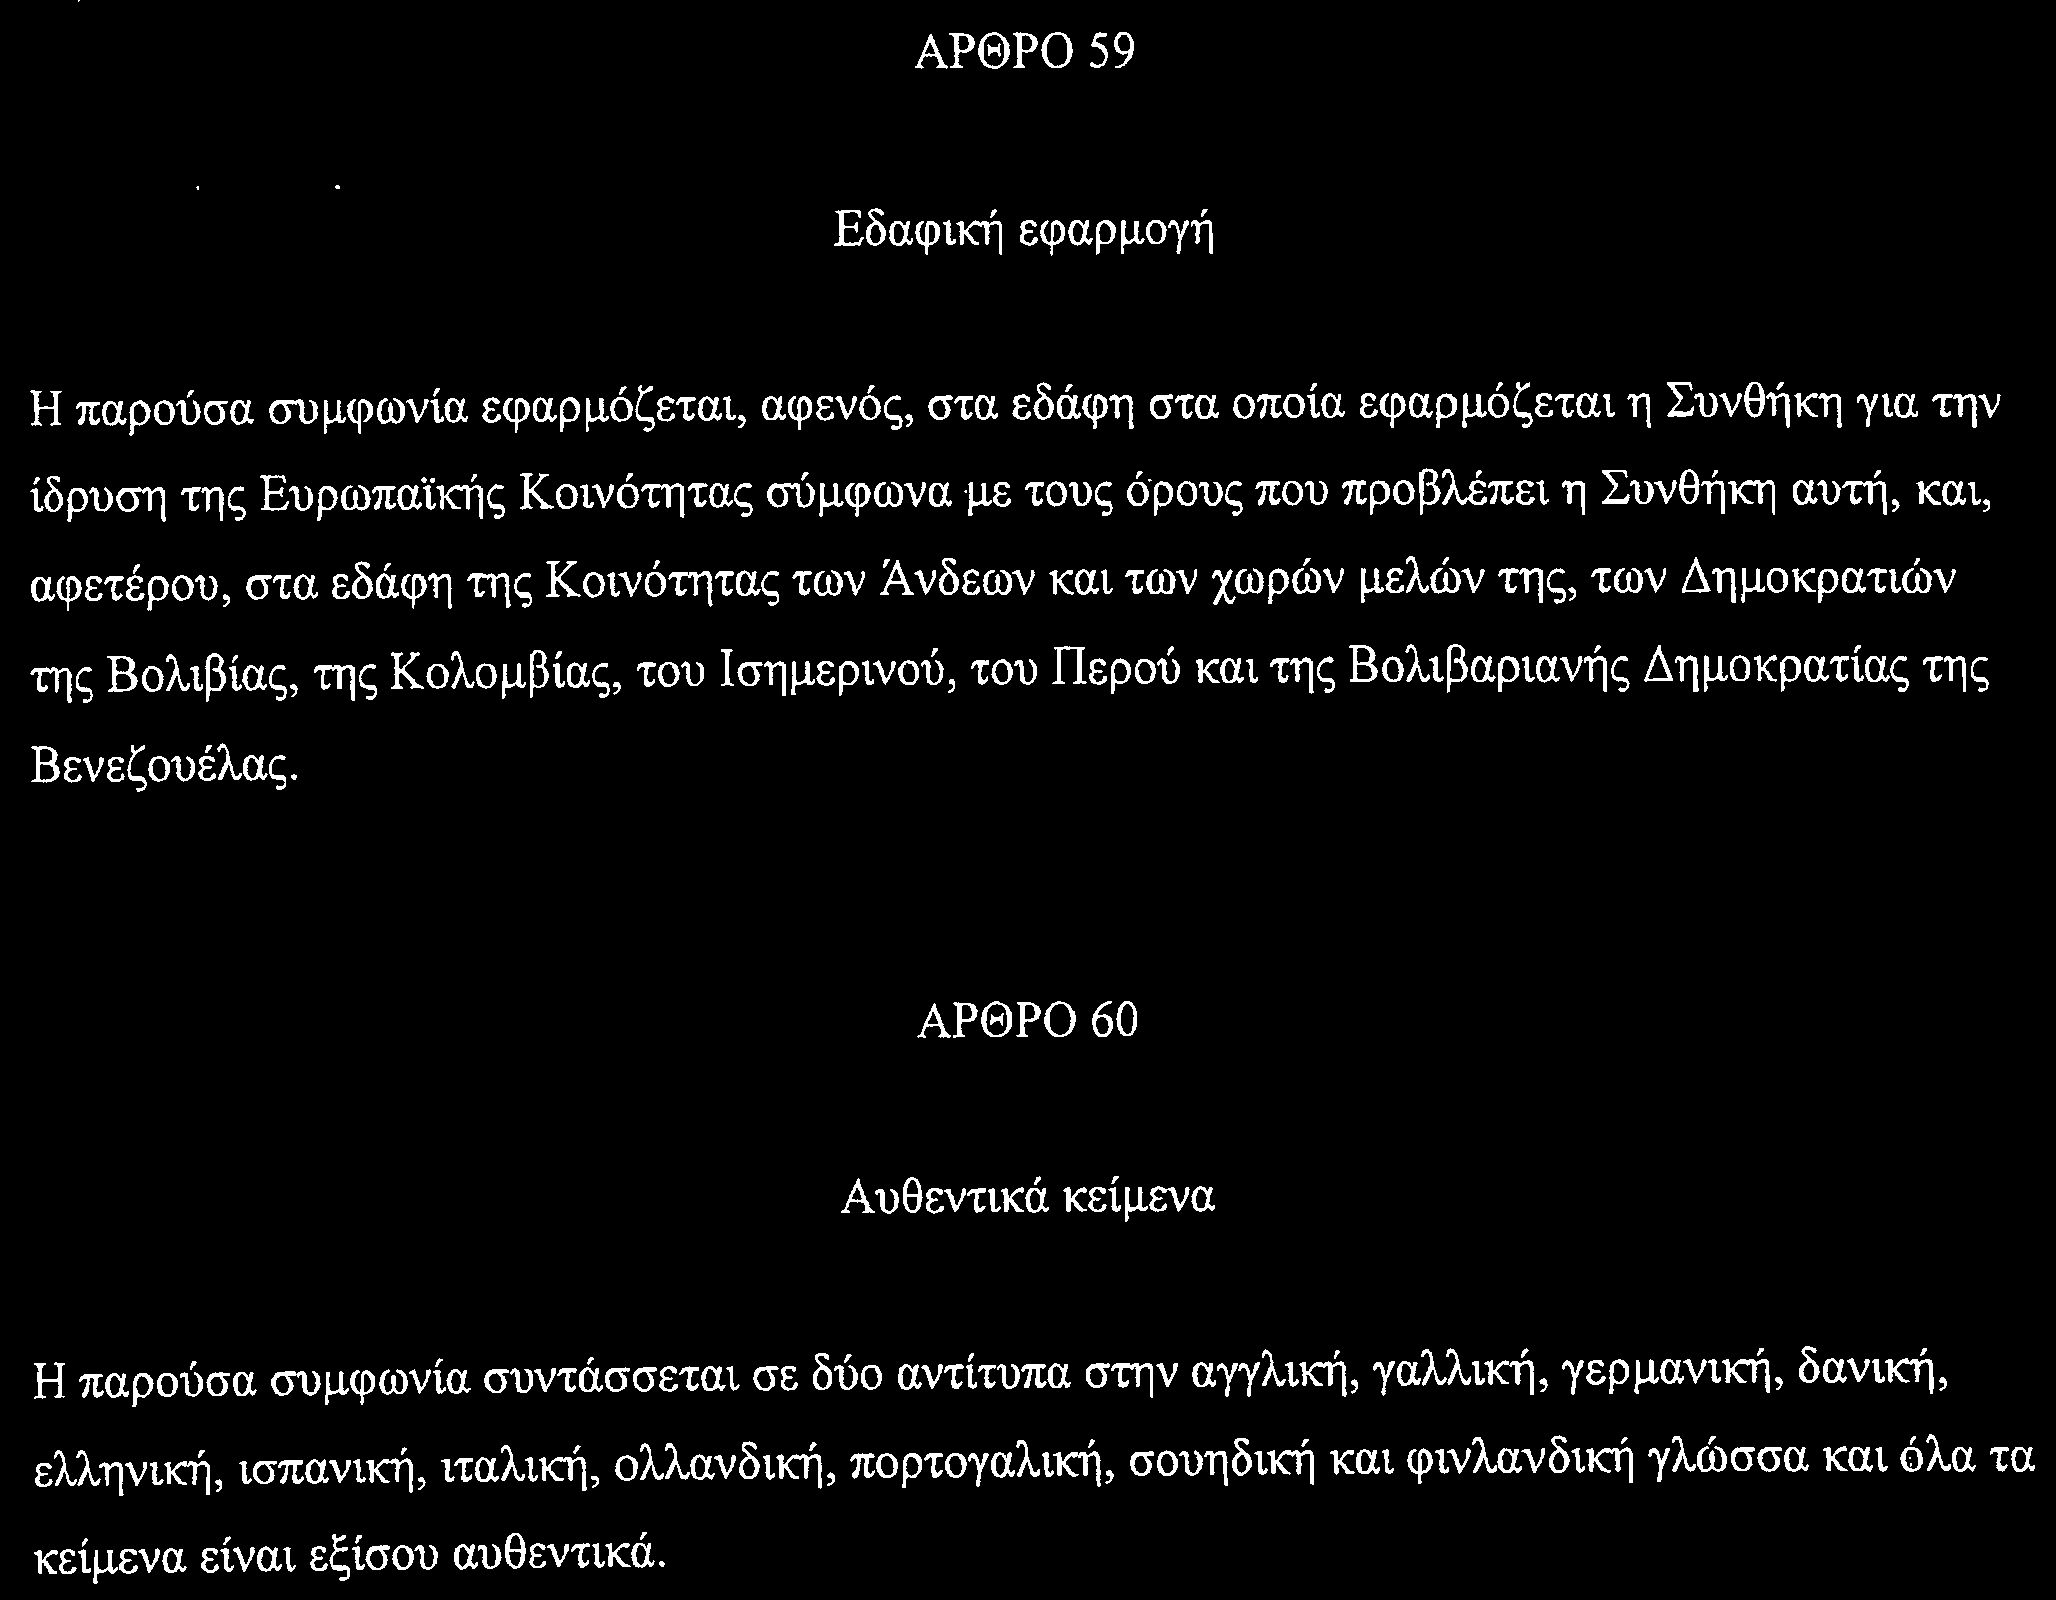 ΑΡΘΡΟ 59
Εδαφική εφαρμογή
Η παρούσα συμφωνία εφαρμόζεται, αφενός, στα εδάφη στα οποία εφαρμόζεται η Συνθήκη για την
ίδρυση της Ευρωπαϊκής Κοινότητας σύμφωνα με τους όρους που προβλέπει η Συνθήκη αυτή, και,
αφετέρου, στα εδάφη της Κοινότητας των Άνδεων και των χωρών μελών της, των Δημοκρατιών
της Βολιβίας, της Κολομβίας, του Ισημερινού, του Περού και της Βολιβαριανής Δημοκρατίας της
Βενεζουέλας.
ΑΡΘΡΟ 60
Αυθεντικά κείμενα
Η παρούσα συμφωνία συντάσσεται σε δύο αντίτυπα στην αγγλική, γαλλική, γερμανική, δανική,
ελληνική, ισπανική, ιταλική, ολλανδική, πορτογαλική, σουηδική και φινλανδική γλώσσα και όλα τα
κείμενα είναι εξίσου αυθεντικά.